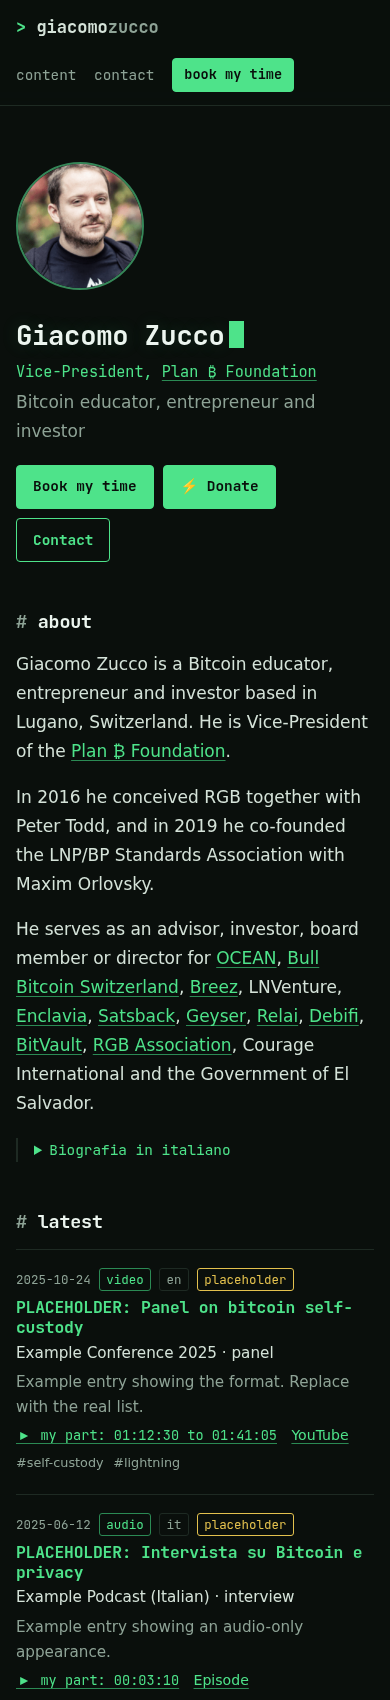 > giacomozucco
content contact book my time
Giacomo Zucco
Vice-President, Plan ₿ Foundation
Bitcoin educator, entrepreneur and
investor
Book my time ⚡ Donate
Contact
# about
Giacomo Zucco is a Bitcoin educator,
entrepreneur and investor based in
Lugano, Switzerland. He is Vice-President
of the Plan ₿ Foundation.
In 2016 he conceived RGB together with
Peter Todd, and in 2019 he co-founded
the LNP/BP Standards Association with
Maxim Orlovsky.
He serves as an advisor, investor, board
member or director for OCEAN, Bull
Bitcoin Switzerland, Breez, LNVenture,
Enclavia, Satsback, Geyser, Relai, Debifi,
BitVault, RGB Association, Courage
International and the Government of El
Salvador.
▶ Biografia in italiano
# latest
2025-10-24 video en placeholder
PLACEHOLDER: Panel on bitcoin self-
custody
Example Conference 2025 · panel
Example entry showing the format. Replace
with the real list.
► my part: 01:12:30 to 01:41:05 YouTube
#self-custody #lightning
2025-06-12 audio it placeholder
PLACEHOLDER: Intervista su Bitcoin e
privacy
Example Podcast (Italian) · interview
Example entry showing an audio-only
appearance.
► my part: 00:03:10 Episode